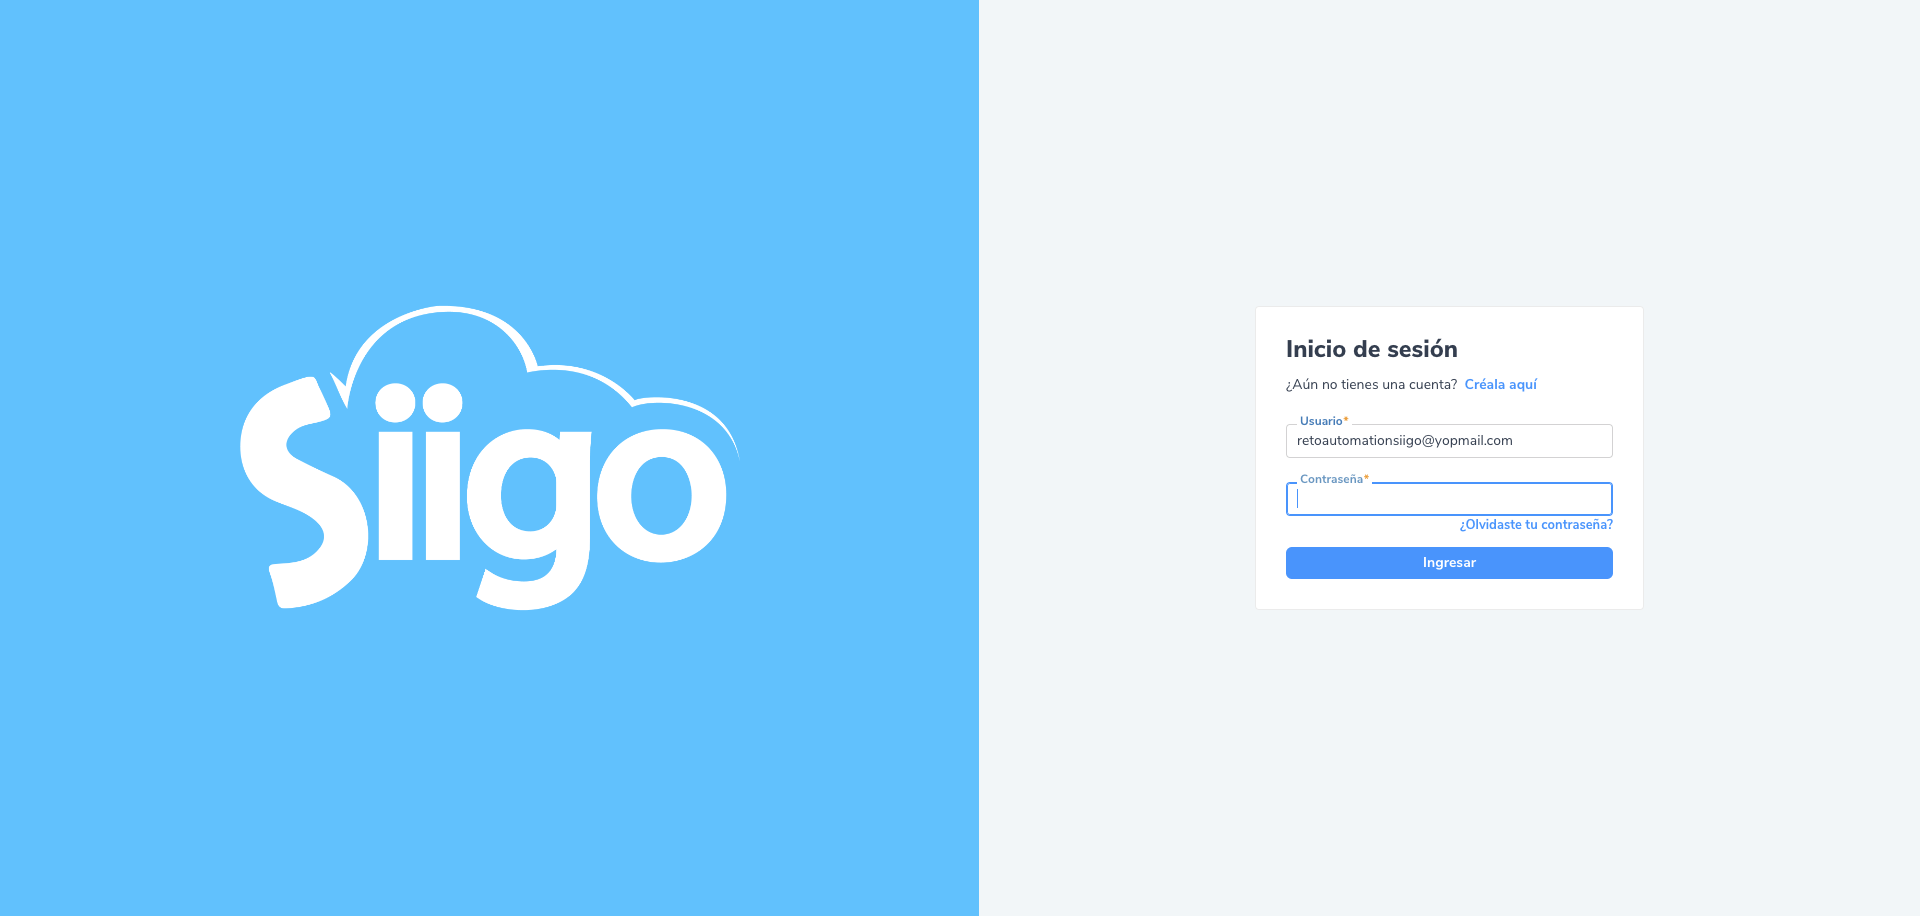 Siigo
Inicio de sesión
¿Aún no tienes una cuenta? Créala aquí
Usuario*
retoautomationsiigo@yopmail.com
Contraseña*
¿Olvidaste tu contraseña?
Ingresar